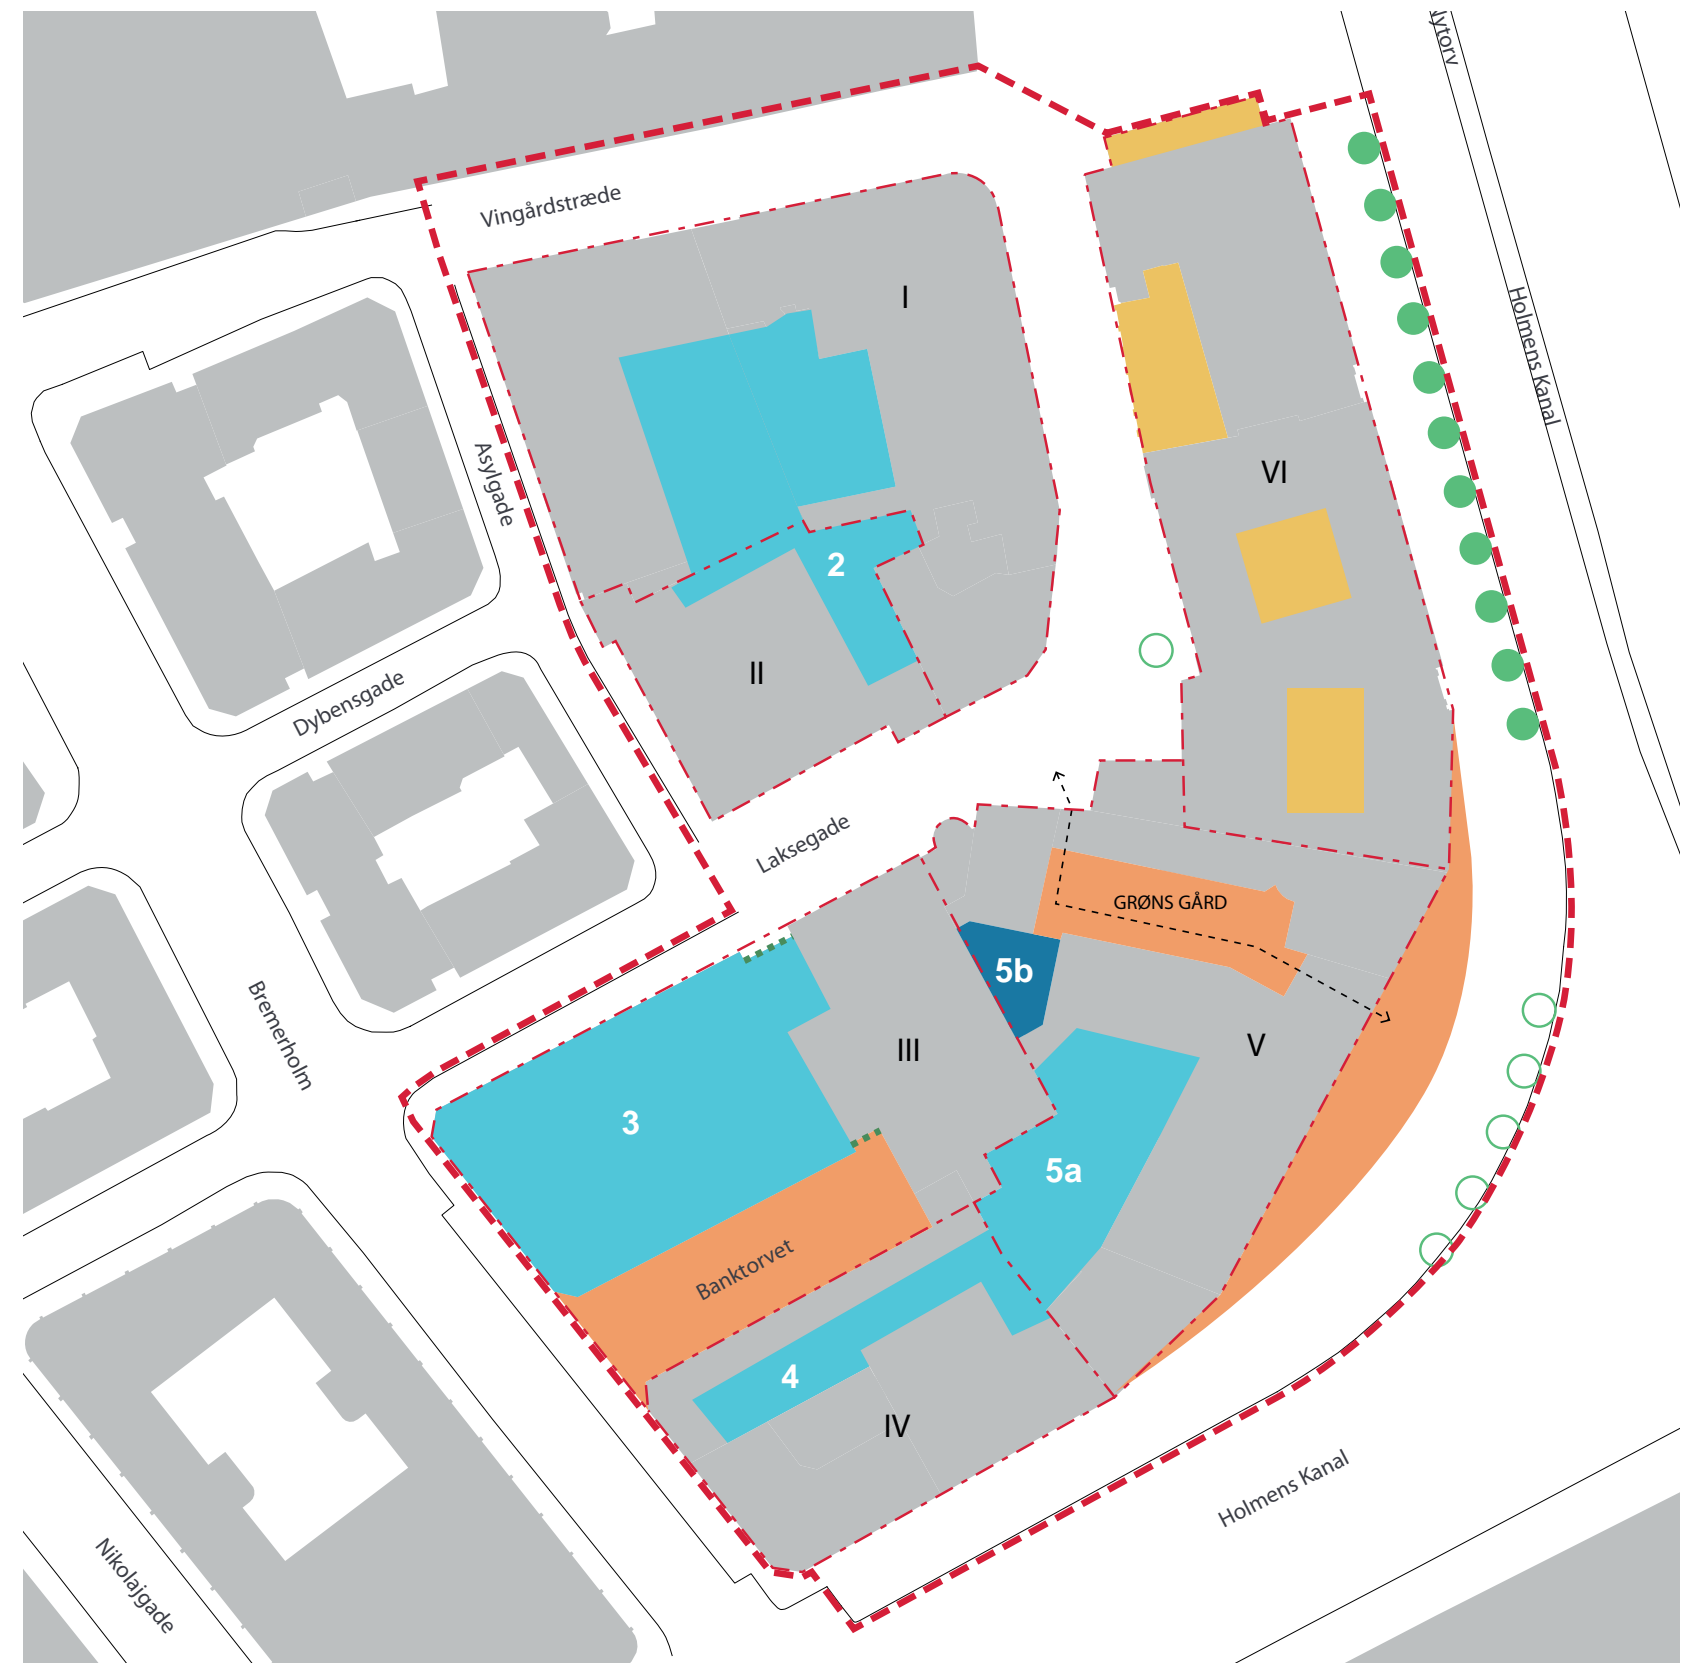 Vingårdstræde
Holmens Kanal
I
Asylgade
VI
2
II
Dybensgade
Laksegade
GRØNS GÅRD
5b
Bremerholm
III
V
3
5a
Banktorvet
4
IV
Holmens Kanal
Nikolajgade